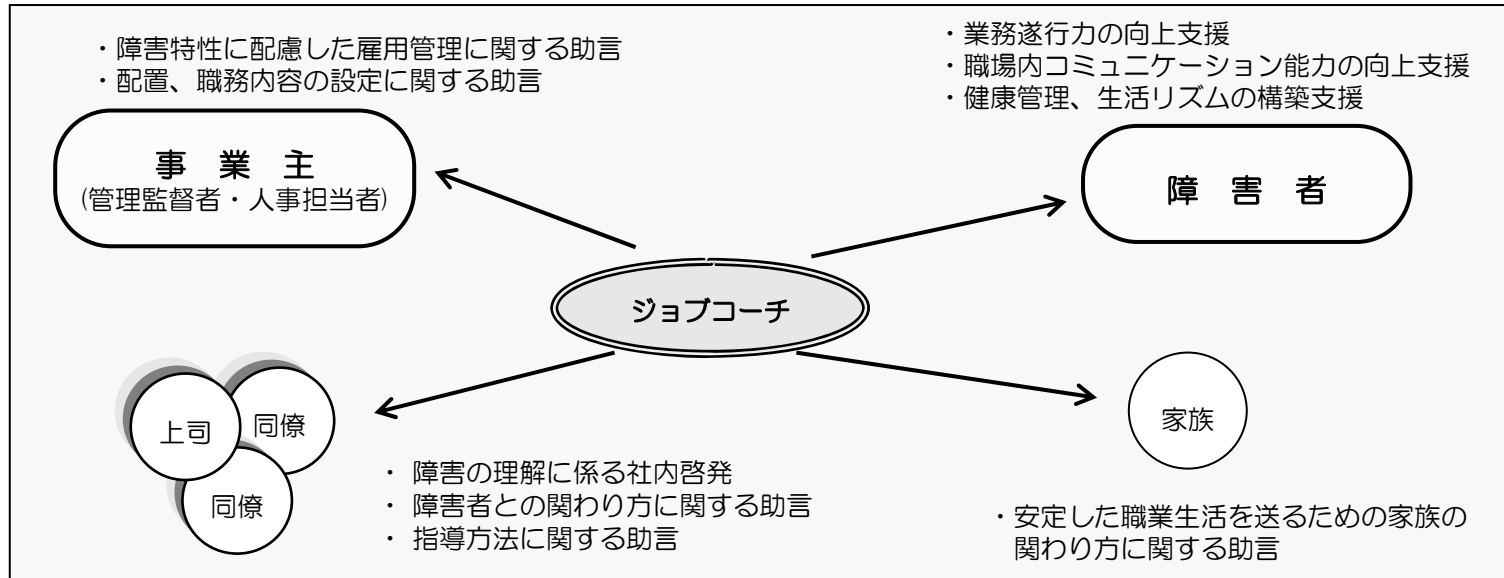 ・障害特性に配慮した雇用管理に関する助言
・配置、職務内容の設定に関する助言
事　業　主
(管理監督者・人事担当者)
・業務遂行力の向上支援
・職場内コミュニケーション能力の向上支援
・健康管理、生活リズムの構築支援
障　害　者
ジョブコーチ
上司
同僚
同僚
・ 障害の理解に係る社内啓発
・ 障害者との関わり方に関する助言
・ 指導方法に関する助言
家族
・安定した職業生活を送るための家族の
関わり方に関する助言